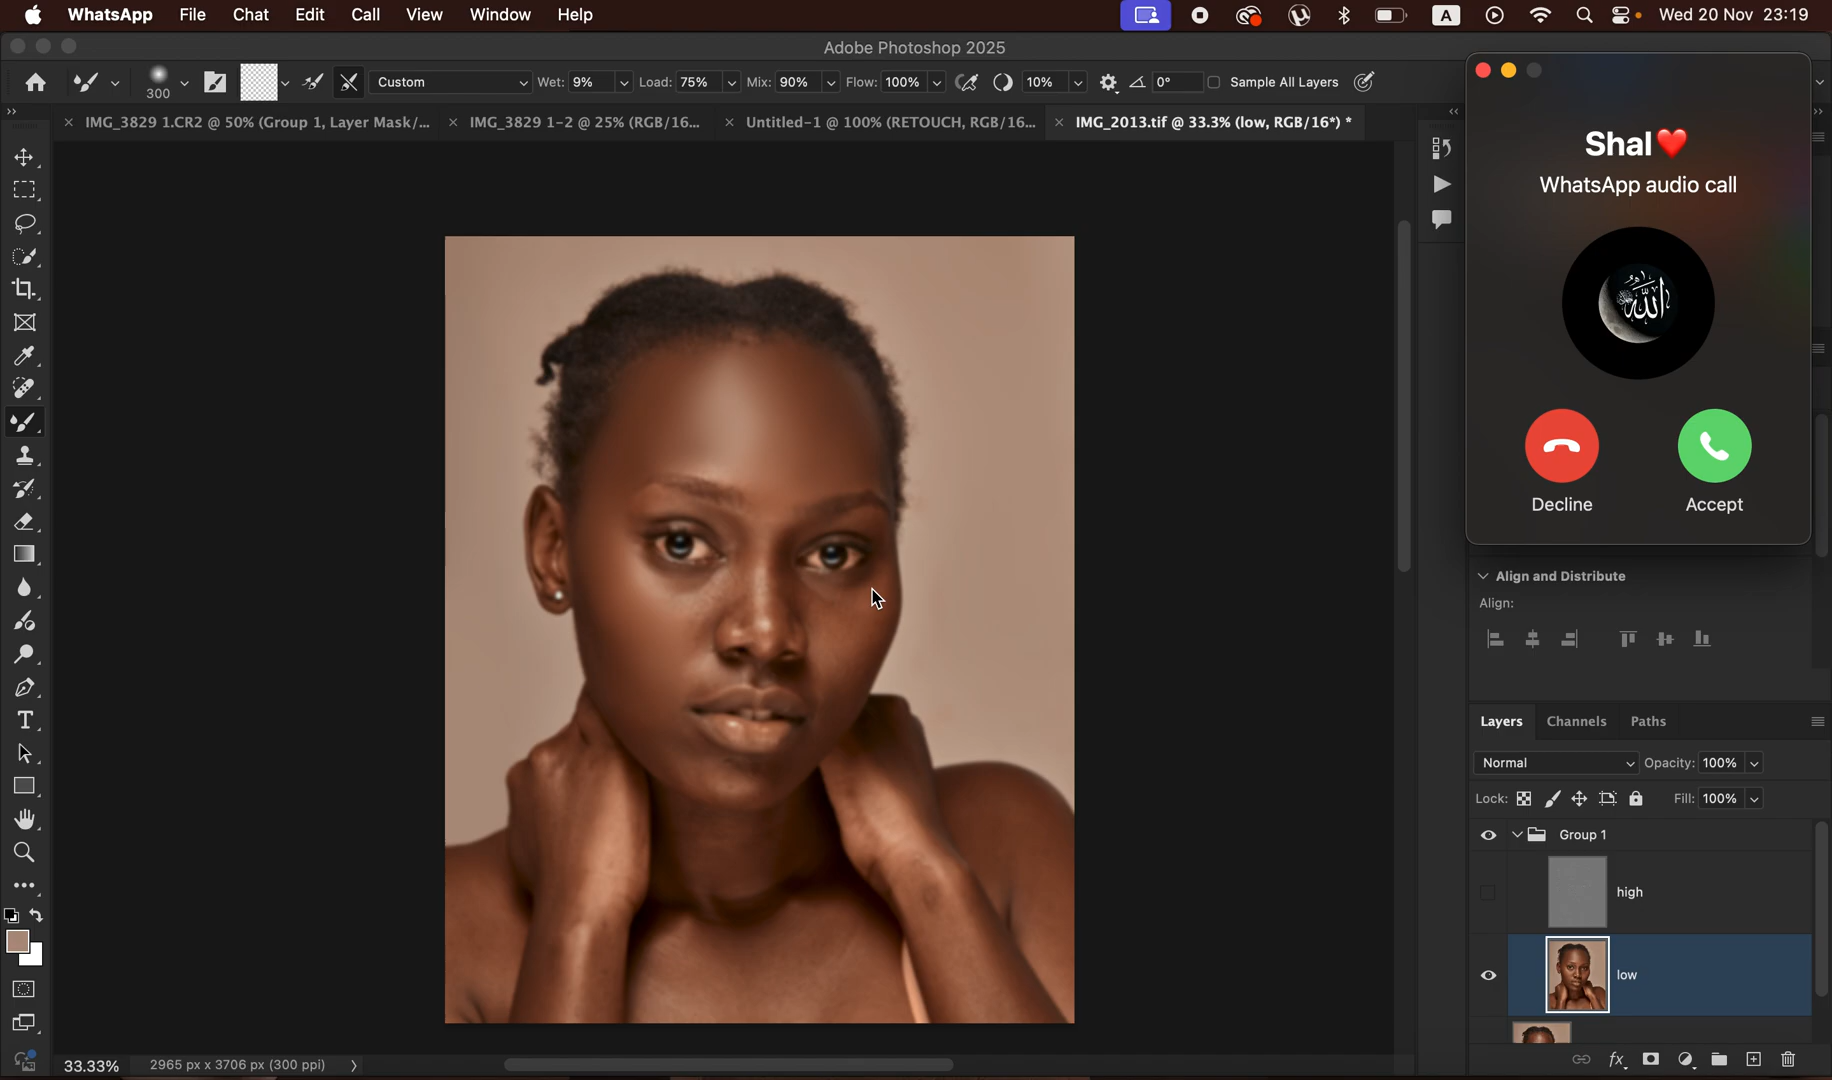 WhatsApp File Chat Edit Call View Window Help A Wed 20 Nov 23:19
Adobe Photoshop 2025
300 Custom Wet: 9% Load: 75% Mix: 90% Flow: 100% 10% 0° Sample All Layers
IMG_3829 1.CR2 @ 50% (Group 1, Layer Mask/... IMG_3829 1-2 @ 25% (RGB/16... Untitled-1 @ 100% (RETOUCH, RGB/16... IMG_2013.tif @ 33.3% (low, RGB/16*) *
Shal❤️
WhatsApp audio call
الله
Decline Accept
Align and Distribute
Align:
Layers Channels Paths
Normal Opacity: 100%
Lock: Fill: 100%
Group 1
high
low
33.33% 2965 px x 3706 px (300 ppi)